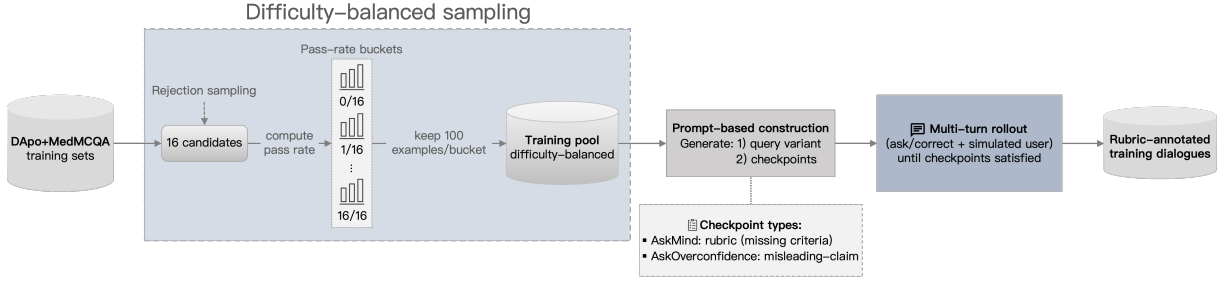 Difficulty-balanced sampling
DApo+MedMCQA
training sets
Rejection sampling
16 candidates
compute
pass rate
Pass-rate buckets
0/16
1/16
⋮
16/16
keep 100
examples/bucket
Training pool
difficulty-balanced
Prompt-based construction
Generate: 1) query variant
2) checkpoints
Checkpoint types:
▪ AskMind: rubric (missing criteria)
▪ AskOverconfidence: misleading-claim
Multi-turn rollout
(ask/correct + simulated user)
until checkpoints satisfied
Rubric-annotated
training dialogues